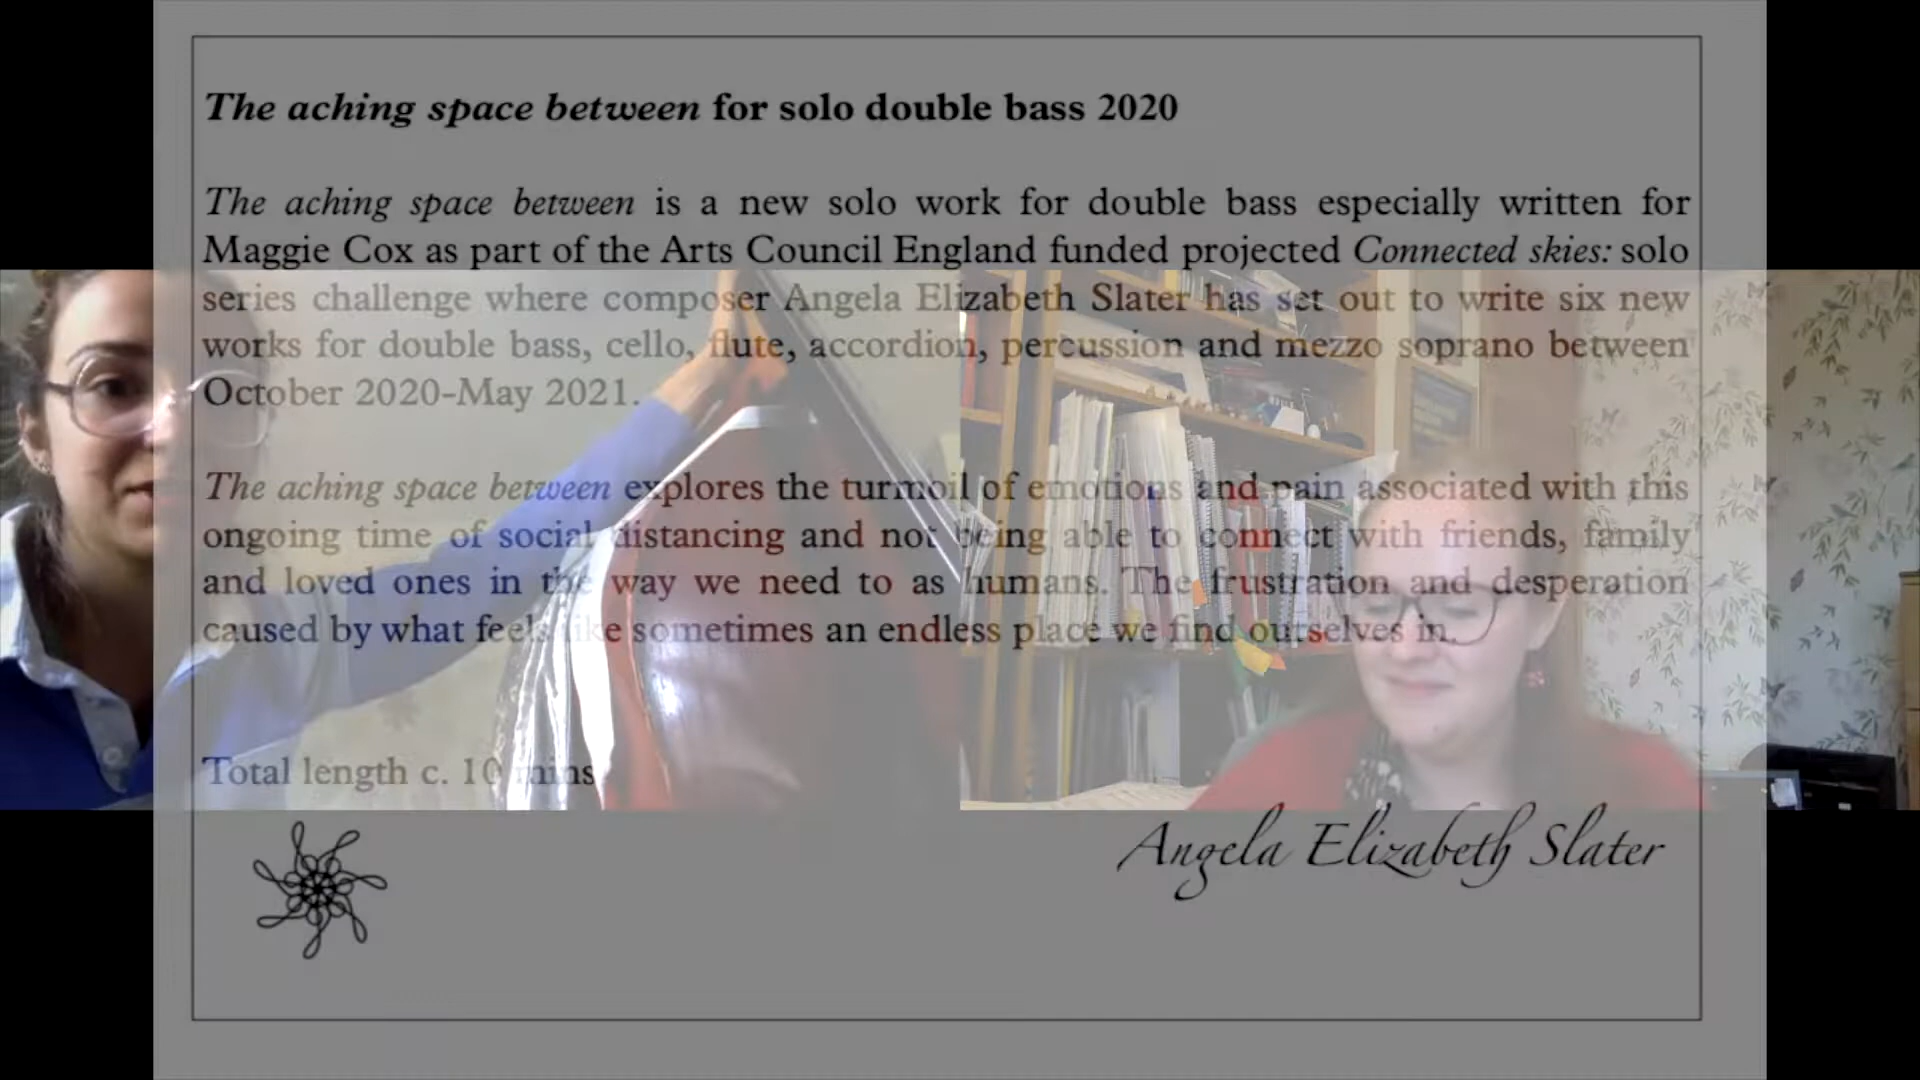 The aching space between for solo double bass 2020
The aching space between is a new solo work for double bass especially written for
Maggie Cox as part of the Arts Council England funded projected Connected skies: solo
series challenge where composer Angela Elizabeth Slater has set out to write six new
works for double bass, cello, flute, accordion, percussion and mezzo soprano between
October 2020-May 2021.
The aching space between explores the turmoil of emotions and pain associated with this
ongoing time of social distancing and not being able to connect with friends, family
and loved ones in the way we need to as humans. The frustration and desperation
caused by what feels like sometimes an endless place we find ourselves in.
Total length c. 10 mins
Angela Elizabeth Slater